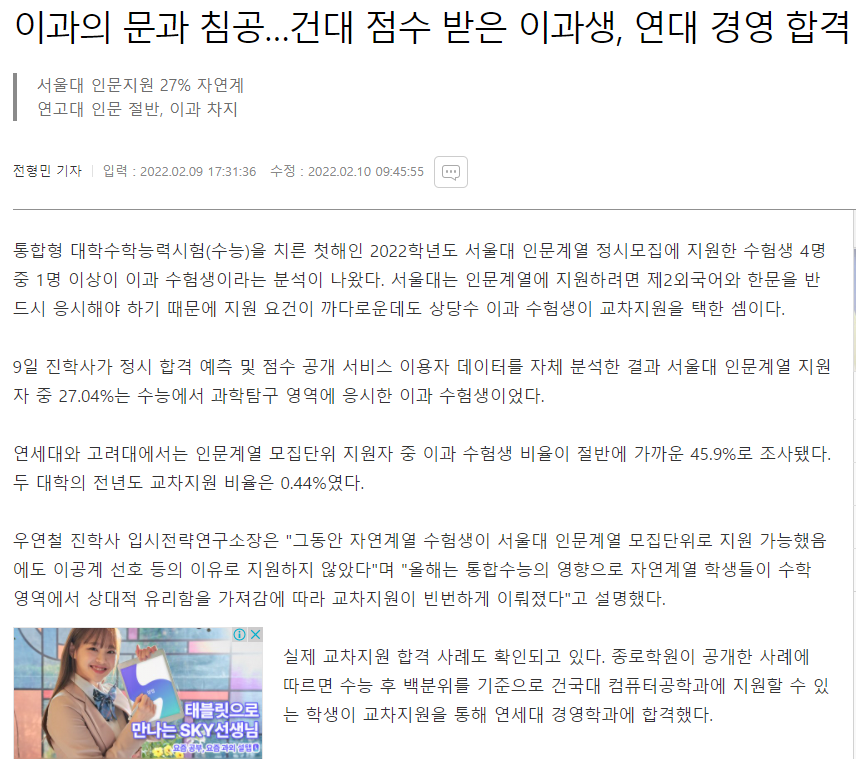 이과의 문과 침공…건대 점수 받은 이과생, 연대 경영 합격
서울대 인문지원 27% 자연계
연고대 인문 절반, 이과 차지
전형민 기자 | 입력 : 2022.02.09 17:31:36 수정 : 2022.02.10 09:45:55
통합형 대학수학능력시험(수능)을 치른 첫해인 2022학년도 서울대 인문계열 정시모집에 지원한 수험생 4명
중 1명 이상이 이과 수험생이라는 분석이 나왔다. 서울대는 인문계열에 지원하려면 제2외국어와 한문을 반
드시 응시해야 하기 때문에 지원 요건이 까다로운데도 상당수 이과 수험생이 교차지원을 택한 셈이다.
9일 진학사가 정시 합격 예측 및 점수 공개 서비스 이용자 데이터를 자체 분석한 결과 서울대 인문계열 지원
자 중 27.04%는 수능에서 과학탐구 영역에 응시한 이과 수험생이었다.
연세대와 고려대에서는 인문계열 모집단위 지원자 중 이과 수험생 비율이 절반에 가까운 45.9%로 조사됐다.
두 대학의 전년도 교차지원 비율은 0.44%였다.
우연철 진학사 입시전략연구소장은 "그동안 자연계열 수험생이 서울대 인문계열 모집단위로 지원 가능했음
에도 이공계 선호 등의 이유로 지원하지 않았다"며 "올해는 통합수능의 영향으로 자연계열 학생들이 수학
영역에서 상대적 유리함을 가져감에 따라 교차지원이 빈번하게 이뤄졌다"고 설명했다.
태블릿으로
만나는 SKY선생님
요즘 공부, 요즘 과외 설탭
실제 교차지원 합격 사례도 확인되고 있다. 종로학원이 공개한 사례에
따르면 수능 후 백분위를 기준으로 건국대 컴퓨터공학과에 지원할 수 있
는 학생이 교차지원을 통해 연세대 경영학과에 합격했다.